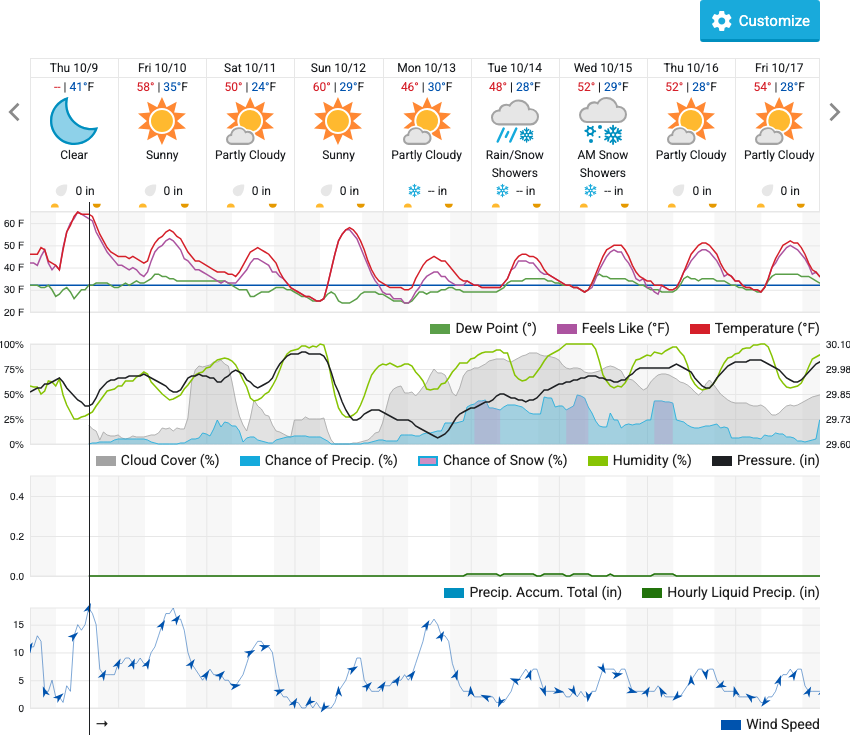 Customize
Thu 10/9 Fri 10/10 Sat 10/11 Sun 10/12 Mon 10/13 Tue 10/14 Wed 10/15 Thu 10/16 Fri 10/17
-- | 41°F 58° | 35°F 50° | 24°F 60° | 29°F 46° | 30°F 48° | 28°F 52° | 29°F 52° | 28°F 54° | 28°F
Clear Sunny Partly Cloudy Sunny Partly Cloudy Rain/Snow AM Snow Partly Cloudy Partly Cloudy
Showers Showers
0 in 0 in 0 in 0 in -- in -- in -- in 0 in 0 in
60 F
50 F
40 F
30 F
20 F
Dew Point (°) Feels Like (°F) Temperature (°F)
100% 30.10
75% 29.98
50% 29.85
25% 29.73
0% 29.60
Cloud Cover (%) Chance of Precip. (%) Chance of Snow (%) Humidity (%) Pressure. (in)
0.4
0.2
0.0
Precip. Accum. Total (in) Hourly Liquid Precip. (in)
15
10
5
0
→
Wind Speed